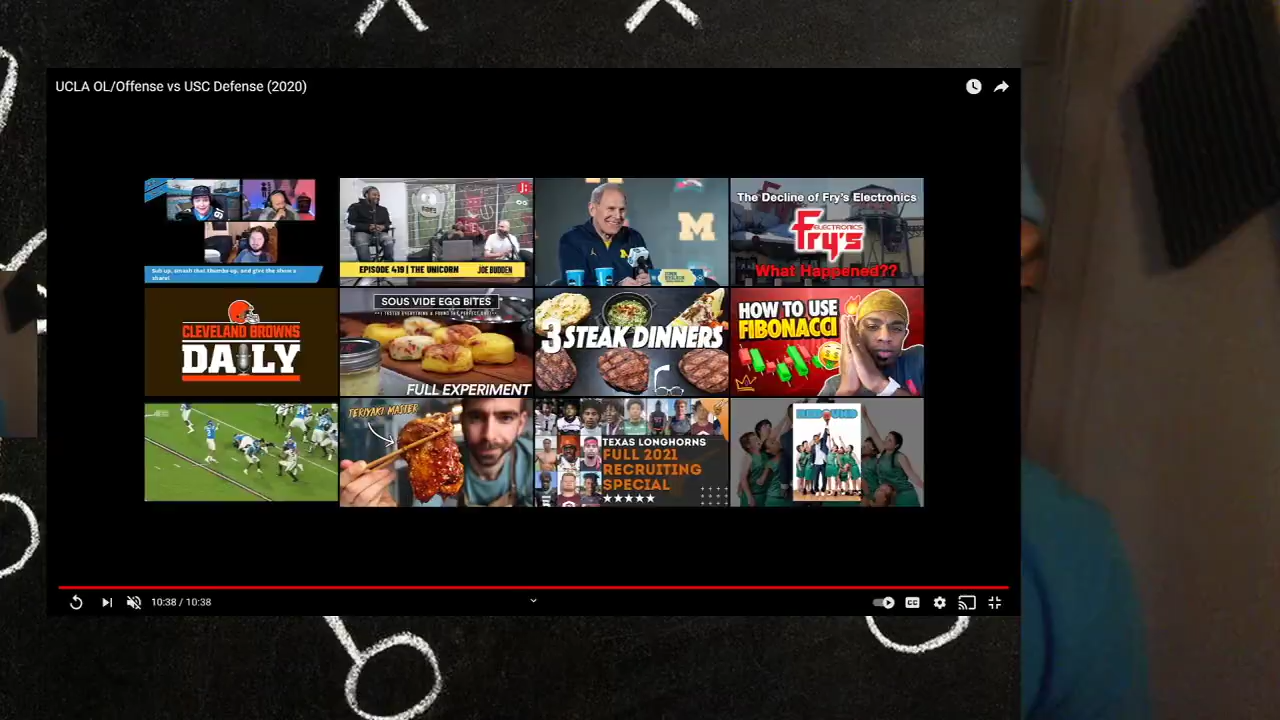 UCLA OL/Offense vs USC Defense (2020)
Sub up, smash that thumbs-up, and give the show a
share!
EPISODE 419 | THE UNICORN
JOE BUDDEN
M
The Decline of Fry's Electronics
Fry's
ELECTRONICS
What Happened??
CLEVELAND BROWNS
DAILY
SOUS VIDE EGG BITES
FULL EXPERIMENT
3 STEAK DINNERS
HOW TO USE
FIBONACCI
TERIYAKI MASTER
TEXAS LONGHORNS
FULL 2021
RECRUITING
SPECIAL
REBOUND
10:38 / 10:38
CC